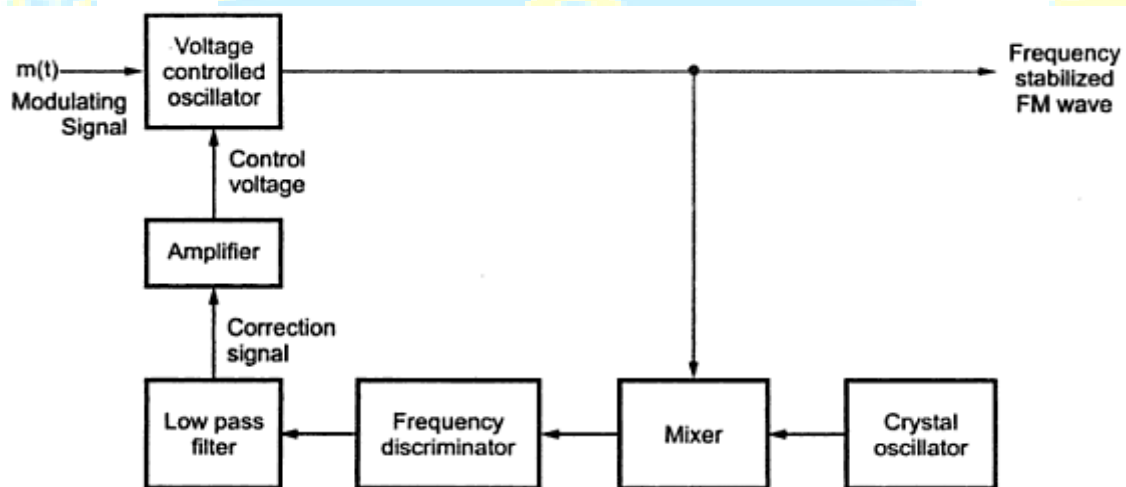 Voltage
controlled
oscillator
m(t)
Modulating
Signal
Frequency
stabilized
FM wave
Control
voltage
Amplifier
Correction
signal
Low pass
filter
Frequency
discriminator
Mixer
Crystal
oscillator